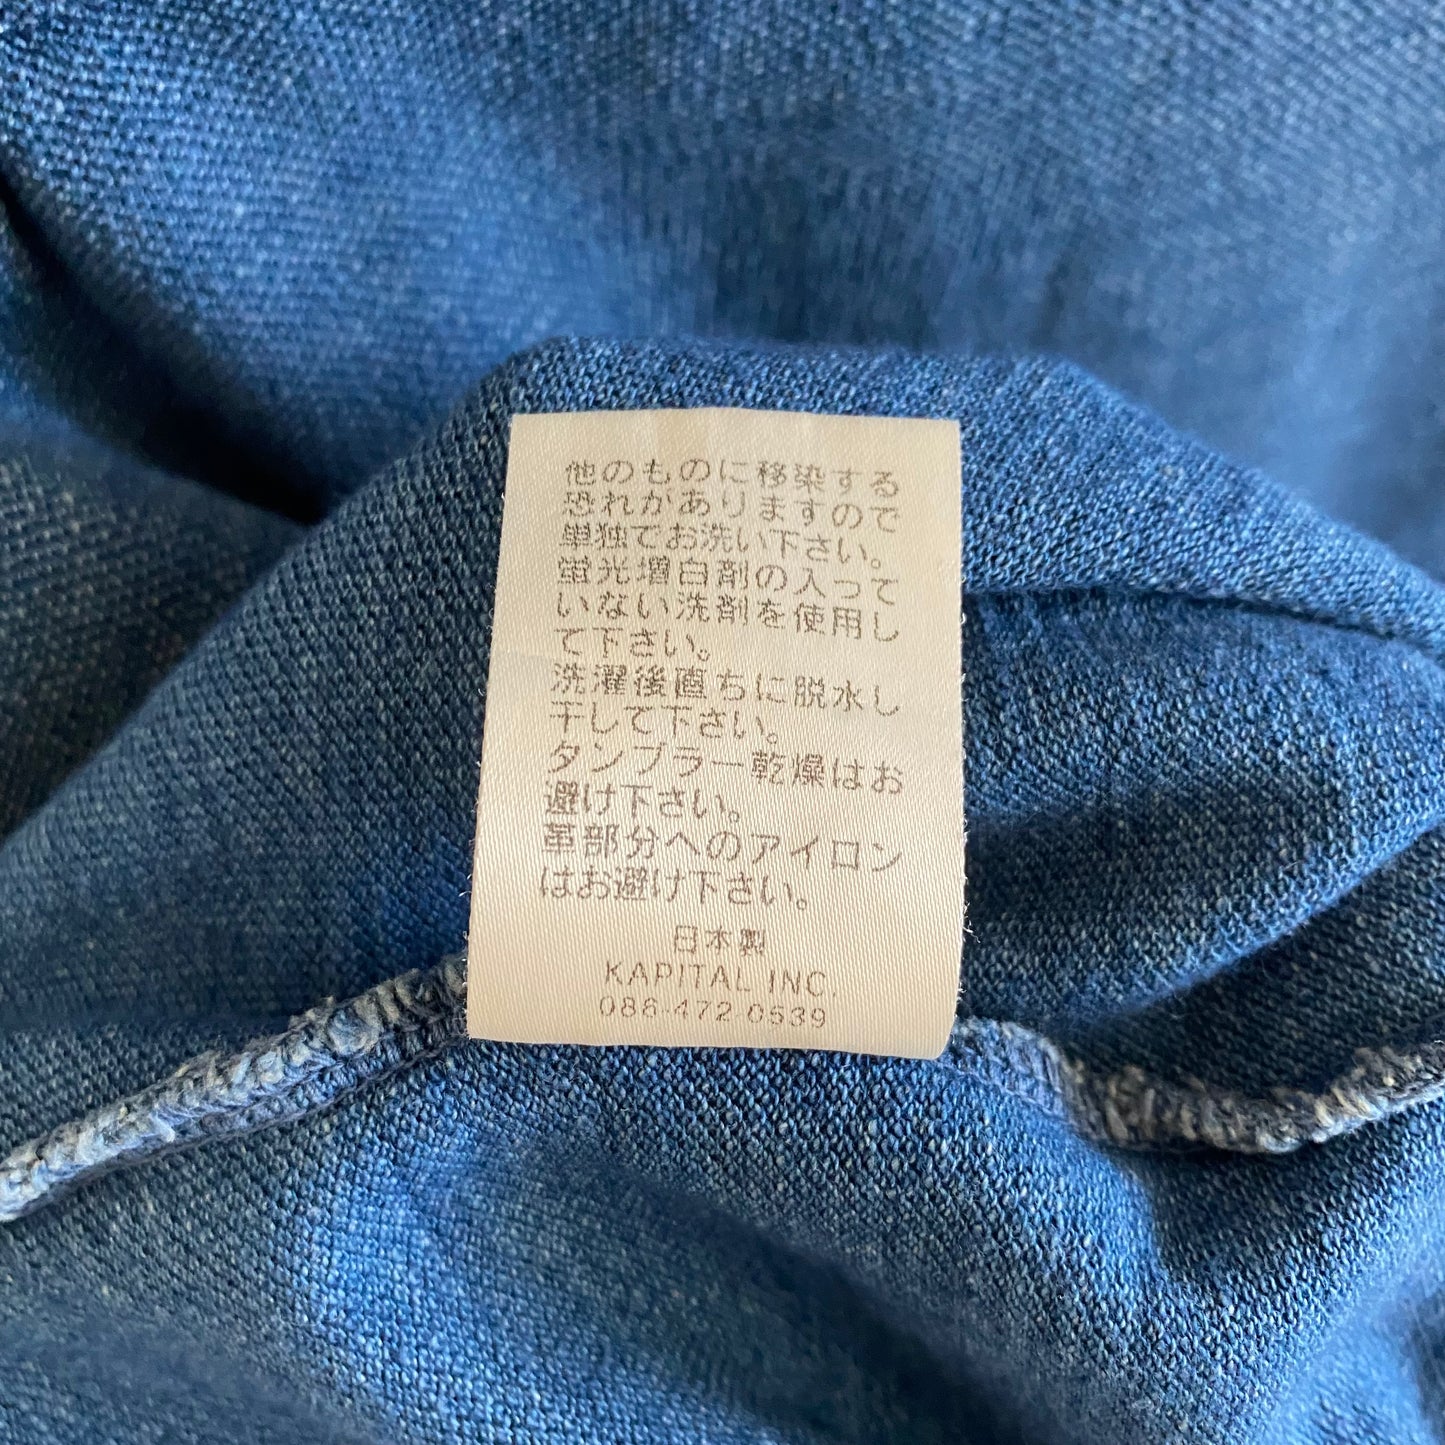 他のものに移染する
恐れがありますので
単独でお洗い下さい。
蛍光増白剤の入って
いない洗剤を使用し
て下さい。
洗濯後直ちに脱水し
干して下さい。
タンブラー乾燥はお
避け下さい。
革部分へのアイロン
はお避け下さい。
日本製
KAPITAL INC.
086-472-0639